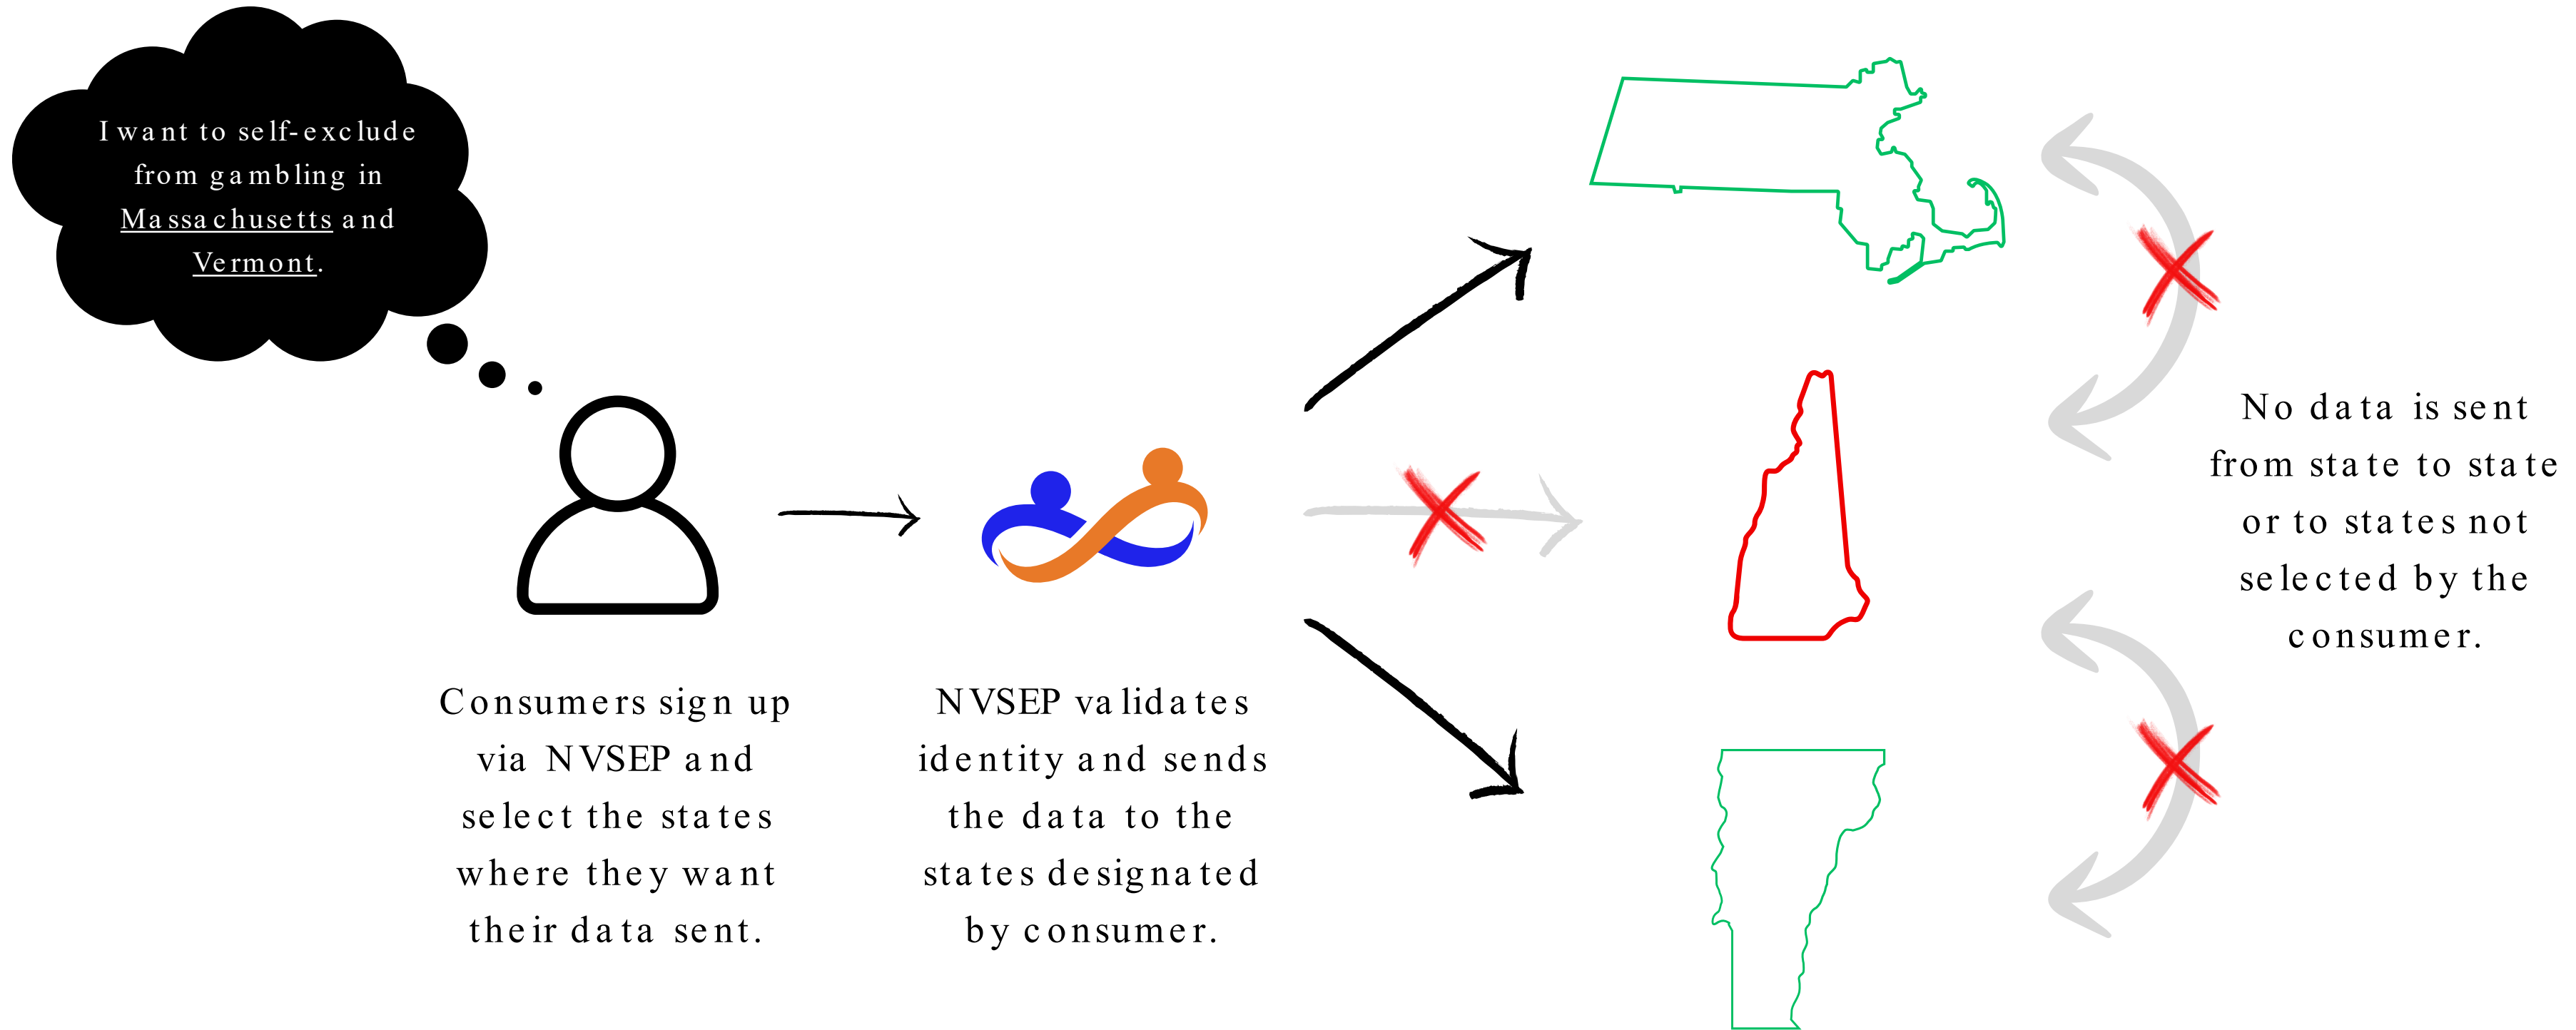 I want to self-exclude
from gambling in
Massachusetts and
Vermont.
Consumers sign up
via NVSEP and
select the states
where they want
their data sent.
NVSEP validates
identity and sends
the data to the
states designated
by consumer.
No data is sent
from state to state
or to states not
selected by the
consumer.